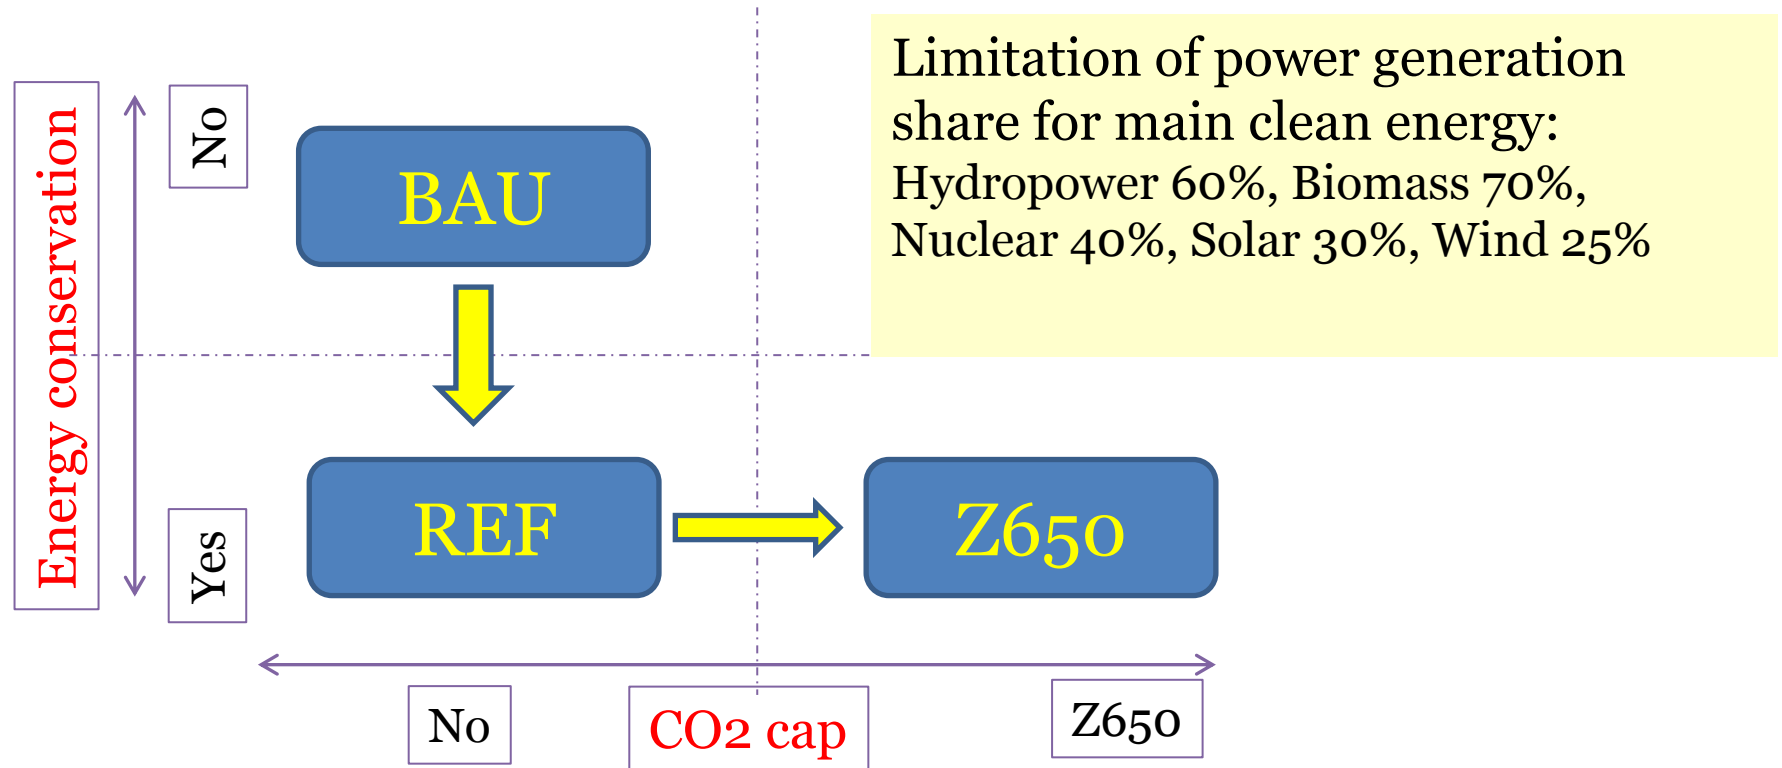 Limitation of power generation
share for main clean energy:
Hydropower 60%, Biomass 70%,
Nuclear 40%, Solar 30%, Wind 25%
Energy conservation
No
BAU
Yes
REF
Z650
No
CO2 cap
Z650